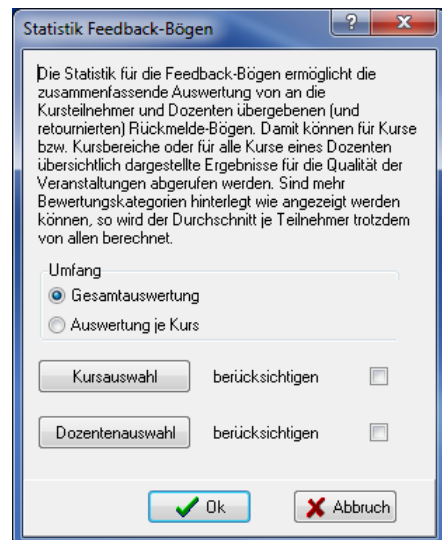 Statistik Feedback-Bögen
?
Die Statistik für die Feedback-Bögen ermöglicht die
zusammenfassende Auswertung von an die
Kursteilnehmer und Dozenten übergebenen (und
retournierten) Rückmelde-Bögen. Damit können für Kurse
bzw. Kursbereiche oder für alle Kurse eines Dozenten
übersichtlich dargestellte Ergebnisse für die Qualität der
Veranstaltungen abgerufen werden. Sind mehr
Bewertungskategorien hinterlegt wie angezeigt werden
können, so wird der Durchschnitt je Teilnehmer trotzdem
von allen berechnet.
Umfang
Gesamtauswertung
Auswertung je Kurs
Kursauswahl berücksichtigen
Dozentenauswahl berücksichtigen
Ok Abbruch